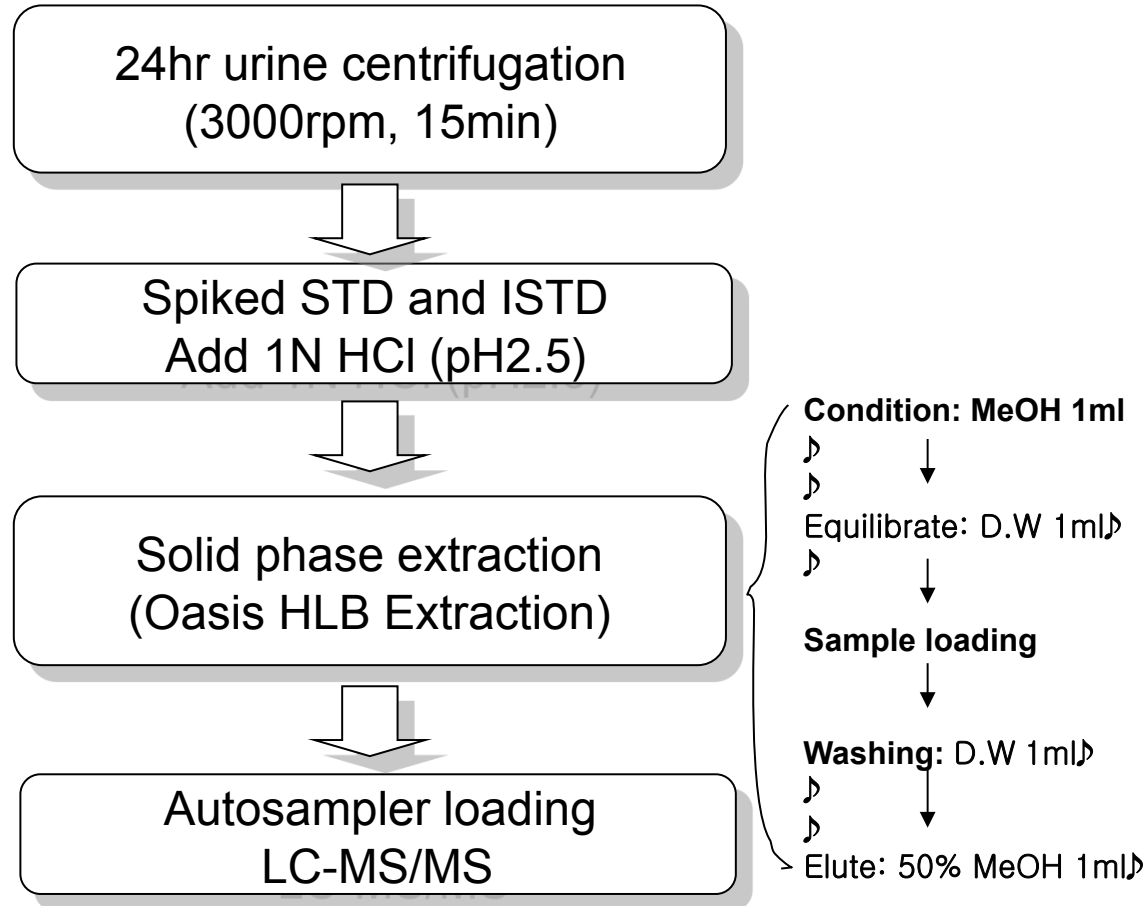 24hr urine centrifugation
(3000rpm, 15min)
Spiked STD and ISTD
Add 1N HCl (pH2.5)
Solid phase extraction
(Oasis HLB Extraction)
Autosampler loading
LC-MS/MS
Condition: MeOH 1ml
♪
♪
Equilibrate: D.W 1ml♪
♪
Sample loading
Washing: D.W 1ml♪
♪
♪
Elute: 50% MeOH 1ml♪